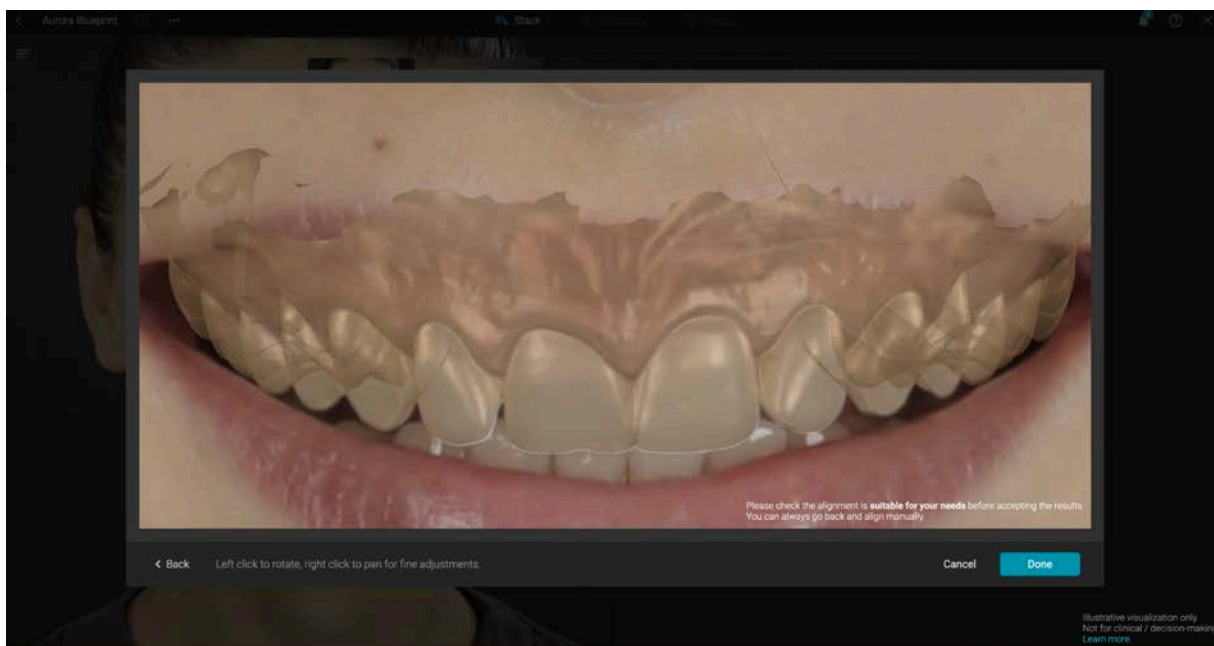 Aurora Blueprint
Stack
Please check the alignment is suitable for your needs before accepting the results.
You can always go back and align manually.
Back
Left click to rotate, right click to pan for fine adjustments.
Cancel
Done
Illustrative visualization only.
Not for clinical / decision-making
Learn more.